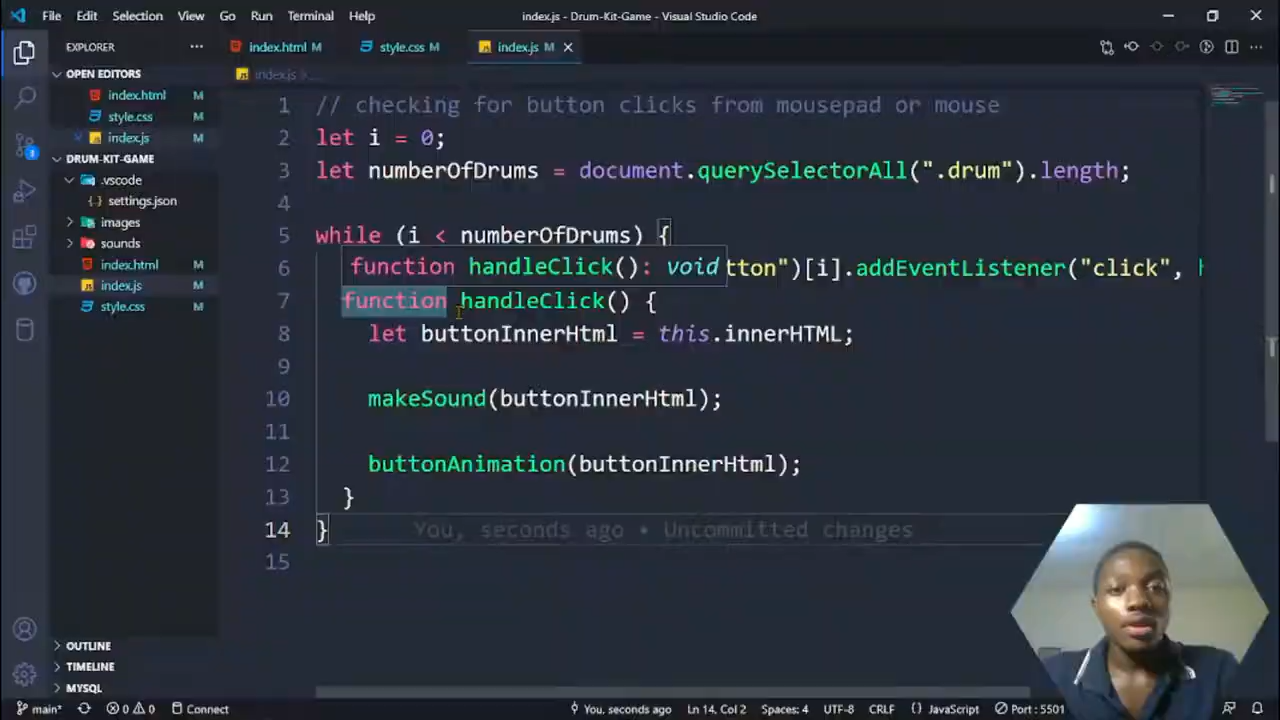 File Edit Selection View Go Run Terminal Help
index.js - Drum-Kit-Game - Visual Studio Code
EXPLORER
index.html M
style.css M
index.js M
OPEN EDITORS
index.html M
style.css M
index.js M
DRUM-KIT-GAME
.vscode
settings.json
images
sounds
index.html
index.js
style.css
OUTLINE
TIMELINE
MYSQL
index.js > ...
1 // checking for button clicks from mousepad or mouse
2 let i = 0;
3 let numberOfDrums = document.querySelectorAll(".drum").length;
4
5 while (i < numberOfDrums) {
function handleClick(): void
6 tton")[i].addEventListener("click", h
7 function handleClick() {
8 let buttonInnerHtml = this.innerHTML;
9
10 makeSound(buttonInnerHtml);
11
12 buttonAnimation(buttonInnerHtml);
13 }
14 } You, seconds ago • Uncommitted changes
15
main* 0 0 Connect You, seconds ago Ln 14, Col 2 Spaces: 4 UTF-8 CRLF {} JavaScript Port : 5501